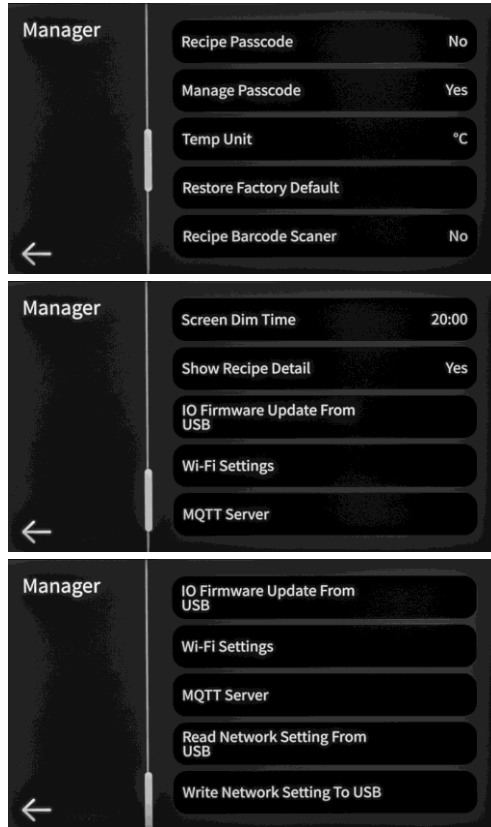 Manager
Recipe Passcode No
Manage Passcode Yes
Temp Unit °C
Restore Factory Default
Recipe Barcode Scaner No
Manager
Screen Dim Time 20:00
Show Recipe Detail Yes
IO Firmware Update From
USB
Wi-Fi Settings
MQTT Server
Manager
IO Firmware Update From
USB
Wi-Fi Settings
MQTT Server
Read Network Setting From
USB
Write Network Setting To USB